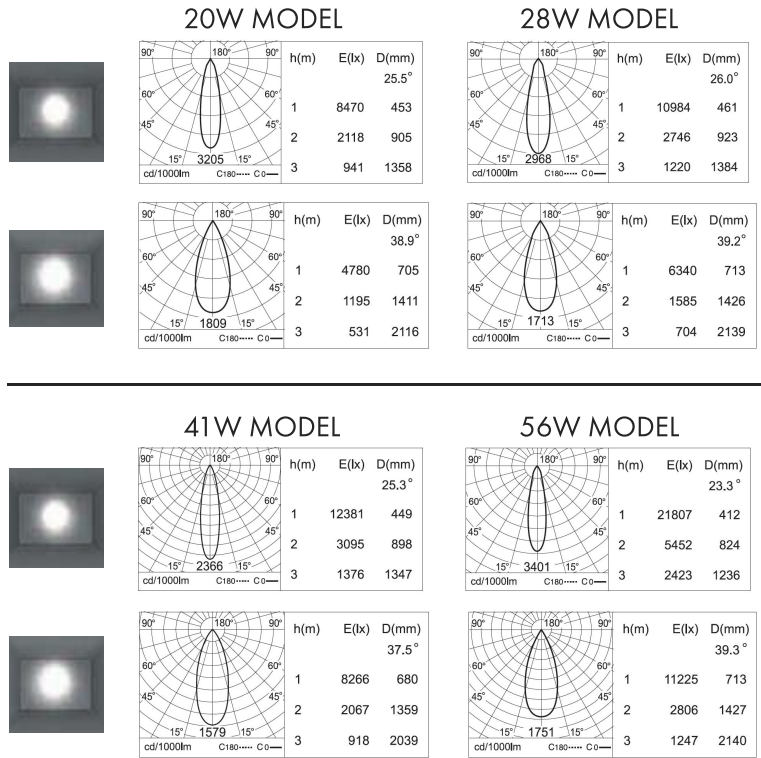 20W MODEL
28W MODEL
90° 180° 90° h(m) E(lx) D(mm)
25.5°
60° 60° 1 8470 453
45° 45° 2 2118 905
15° 3205 15° 3 941 1358
cd/1000lm C180 C0
90° 180° 90° h(m) E(lx) D(mm)
26.0°
60° 60° 1 10984 461
45° 45° 2 2746 923
15° 2968 15° 3 1220 1384
cd/1000lm C180 C0
90° 180° 90° h(m) E(lx) D(mm)
38.9°
60° 60° 1 4780 705
45° 45° 2 1195 1411
15° 1809 15° 3 531 2116
cd/1000lm C180 C0
90° 180° 90° h(m) E(lx) D(mm)
39.2°
60° 60° 1 6340 713
45° 45° 2 1585 1426
15° 1713 15° 3 704 2139
cd/1000lm C180 C0
41W MODEL
56W MODEL
90° 180° 90° h(m) E(lx) D(mm)
25.3°
60° 60° 1 12381 449
45° 45° 2 3095 898
15° 2366 15° 3 1376 1347
cd/1000lm C180 C0
90° 180° 90° h(m) E(lx) D(mm)
23.3°
60° 60° 1 21807 412
45° 45° 2 5452 824
15° 3401 15° 3 2423 1236
cd/1000lm C180 C0
90° 180° 90° h(m) E(lx) D(mm)
37.5°
60° 60° 1 8266 680
45° 45° 2 2067 1359
15° 1579 15° 3 918 2039
cd/1000lm C180 C0
90° 180° 90° h(m) E(lx) D(mm)
39.3°
60° 60° 1 11225 713
45° 45° 2 2806 1427
15° 1751 15° 3 1247 2140
cd/1000lm C180 C0